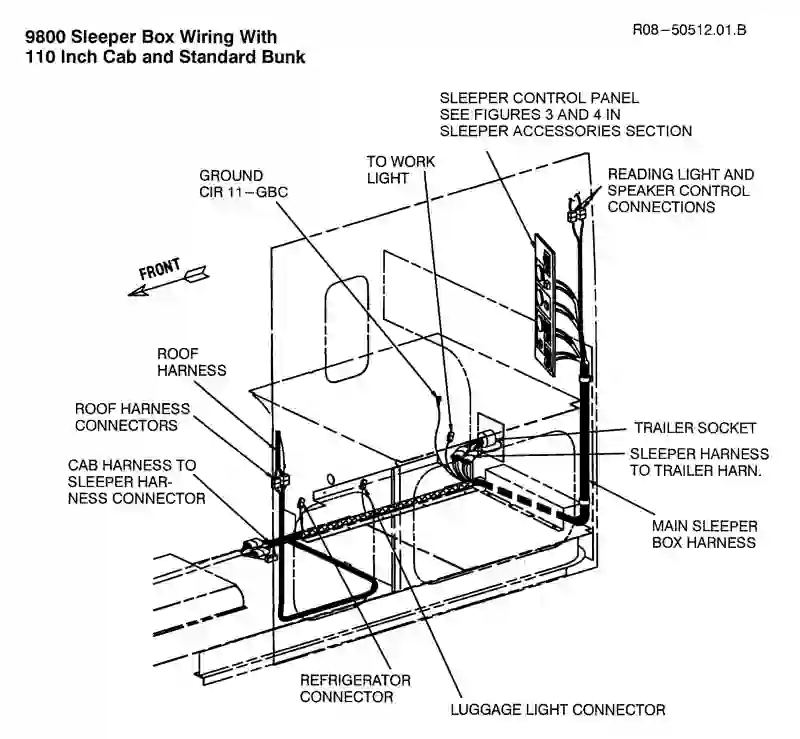 9800 Sleeper Box Wiring With
110 Inch Cab and Standard Bunk
R08-50512.01.B
SLEEPER CONTROL PANEL
SEE FIGURES 3 AND 4 IN
SLEEPER ACCESSORIES SECTION
TO WORK
LIGHT
GROUND
CIR 11-GBC
READING LIGHT AND
SPEAKER CONTROL
CONNECTIONS
FRONT
ROOF
HARNESS
ROOF HARNESS
CONNECTORS
CAB HARNESS TO
SLEEPER HAR-
NESS CONNECTOR
TRAILER SOCKET
SLEEPER HARNESS
TO TRAILER HARN.
MAIN SLEEPER
BOX HARNESS
REFRIGERATOR
CONNECTOR
LUGGAGE LIGHT CONNECTOR